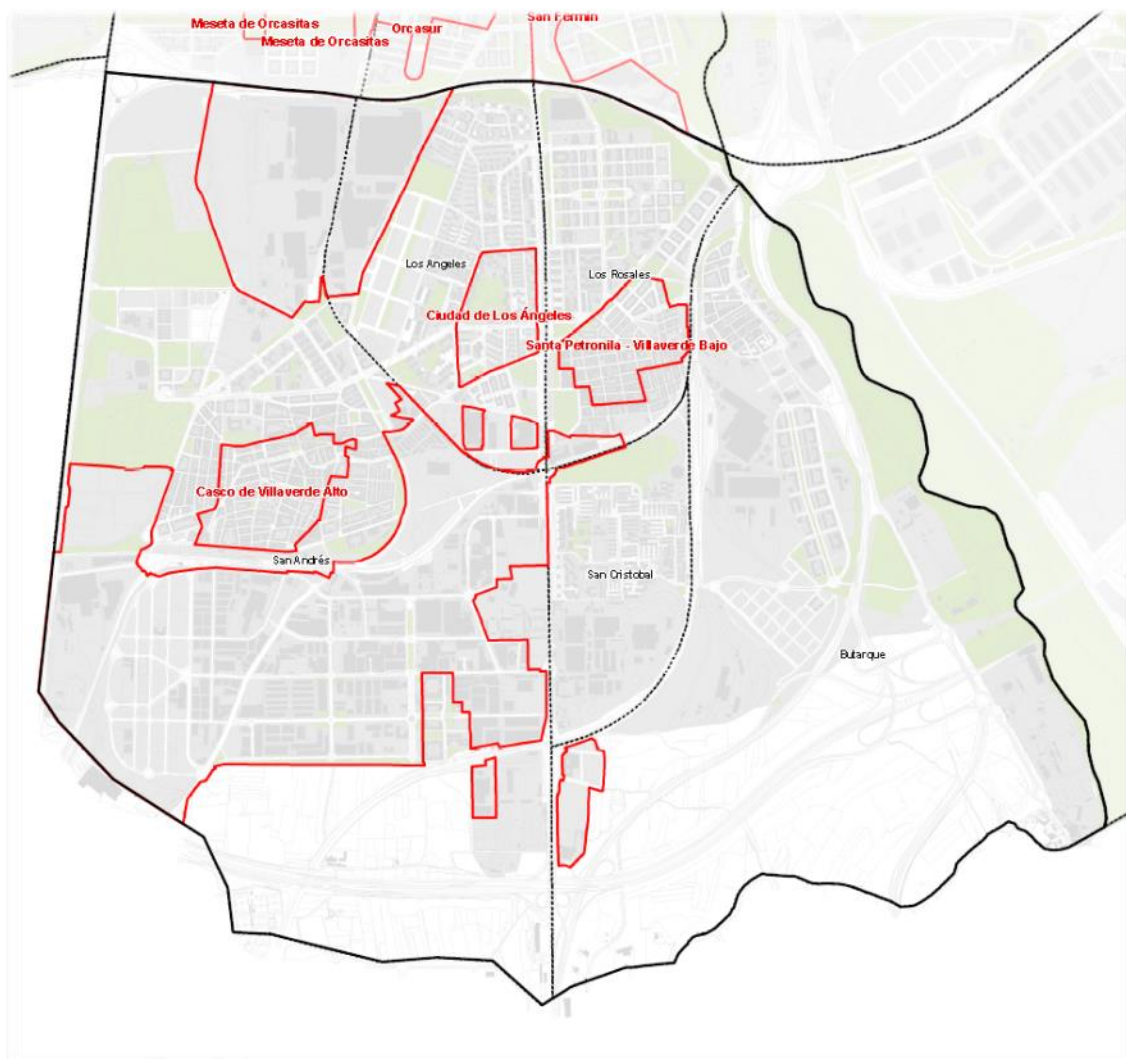 San Fermín
Meseta de Orcasitas
Orcasur
Meseta de Orcasitas
Los Angeles
Los Rosales
Ciudad de Los Ángeles
Santa Petronila - Villaverde Bajo
Casco de Villaverde Alto
San Andrés
San Cristobal
Butarque